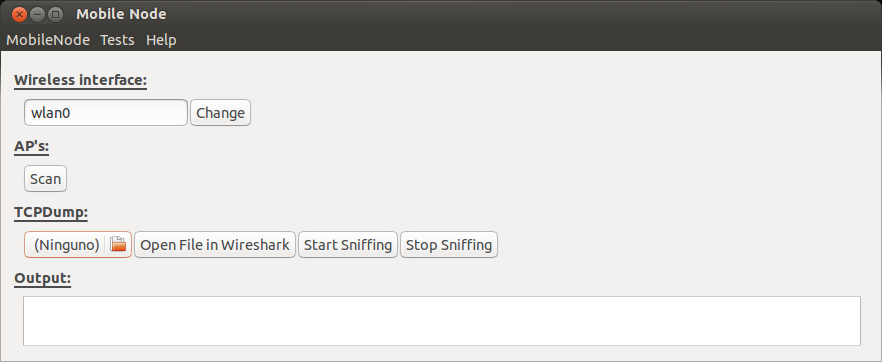 Mobile Node
MobileNode Tests Help
Wireless interface:
wlan0 Change
AP's:
Scan
TCPDump:
(Ninguno) Open File in Wireshark Start Sniffing Stop Sniffing
Output: